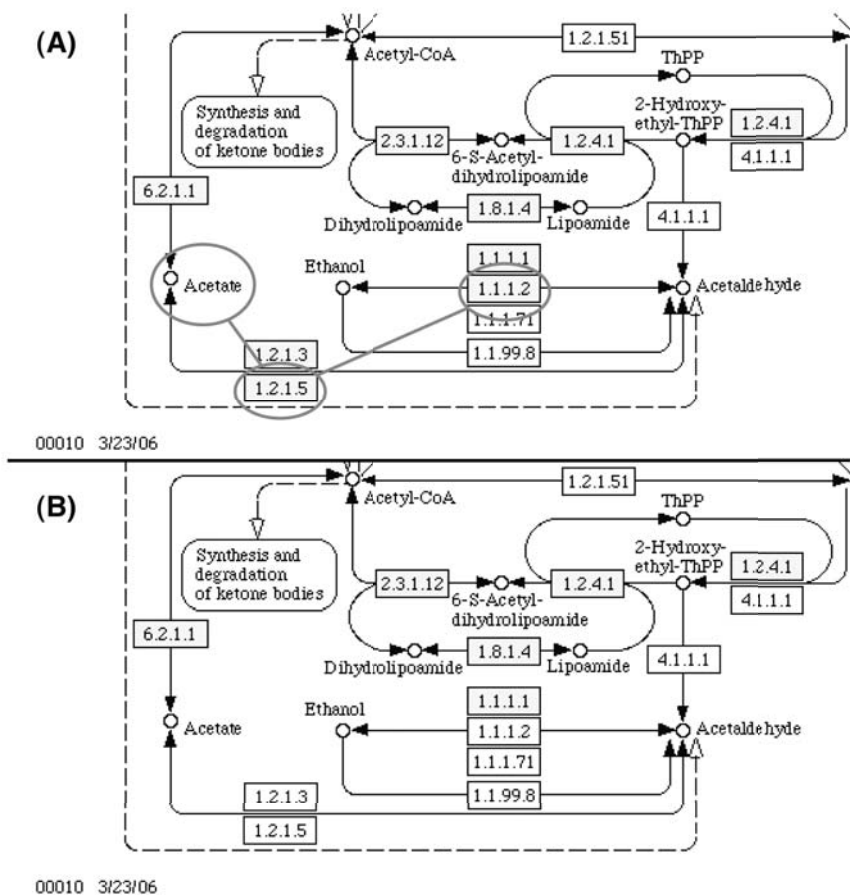 (A)
1.2.1.51
Acetyl-CoA
ThPP
Synthesis and
degradation
of ketone bodies
2-Hydroxy-
ethyl-ThPP
1.2.4.1
2.3.1.12
1.2.4.1
4.1.1.1
6-S-Acetyl-
dihydrolipoamide
6.2.1.1
1.8.1.4
Dihydrolipoamide
Lipoamide
4.1.1.1
1.1.1.1
Ethanol
Acetate
1.1.1.2
Acetaldehyde
1.1.1.71
1.2.1.3
1.1.99.8
1.2.1.5
00010 3/23/06
(B)
1.2.1.51
Acetyl-CoA
ThPP
Synthesis and
degradation
of ketone bodies
2-Hydroxy-
ethyl-ThPP
1.2.4.1
2.3.1.12
1.2.4.1
4.1.1.1
6-S-Acetyl-
dihydrolipoamide
6.2.1.1
1.8.1.4
Dihydrolipoamide
Lipoamide
4.1.1.1
1.1.1.1
Ethanol
Acetate
1.1.1.2
Acetaldehyde
1.1.1.71
1.2.1.3
1.1.99.8
1.2.1.5
00010 3/23/06